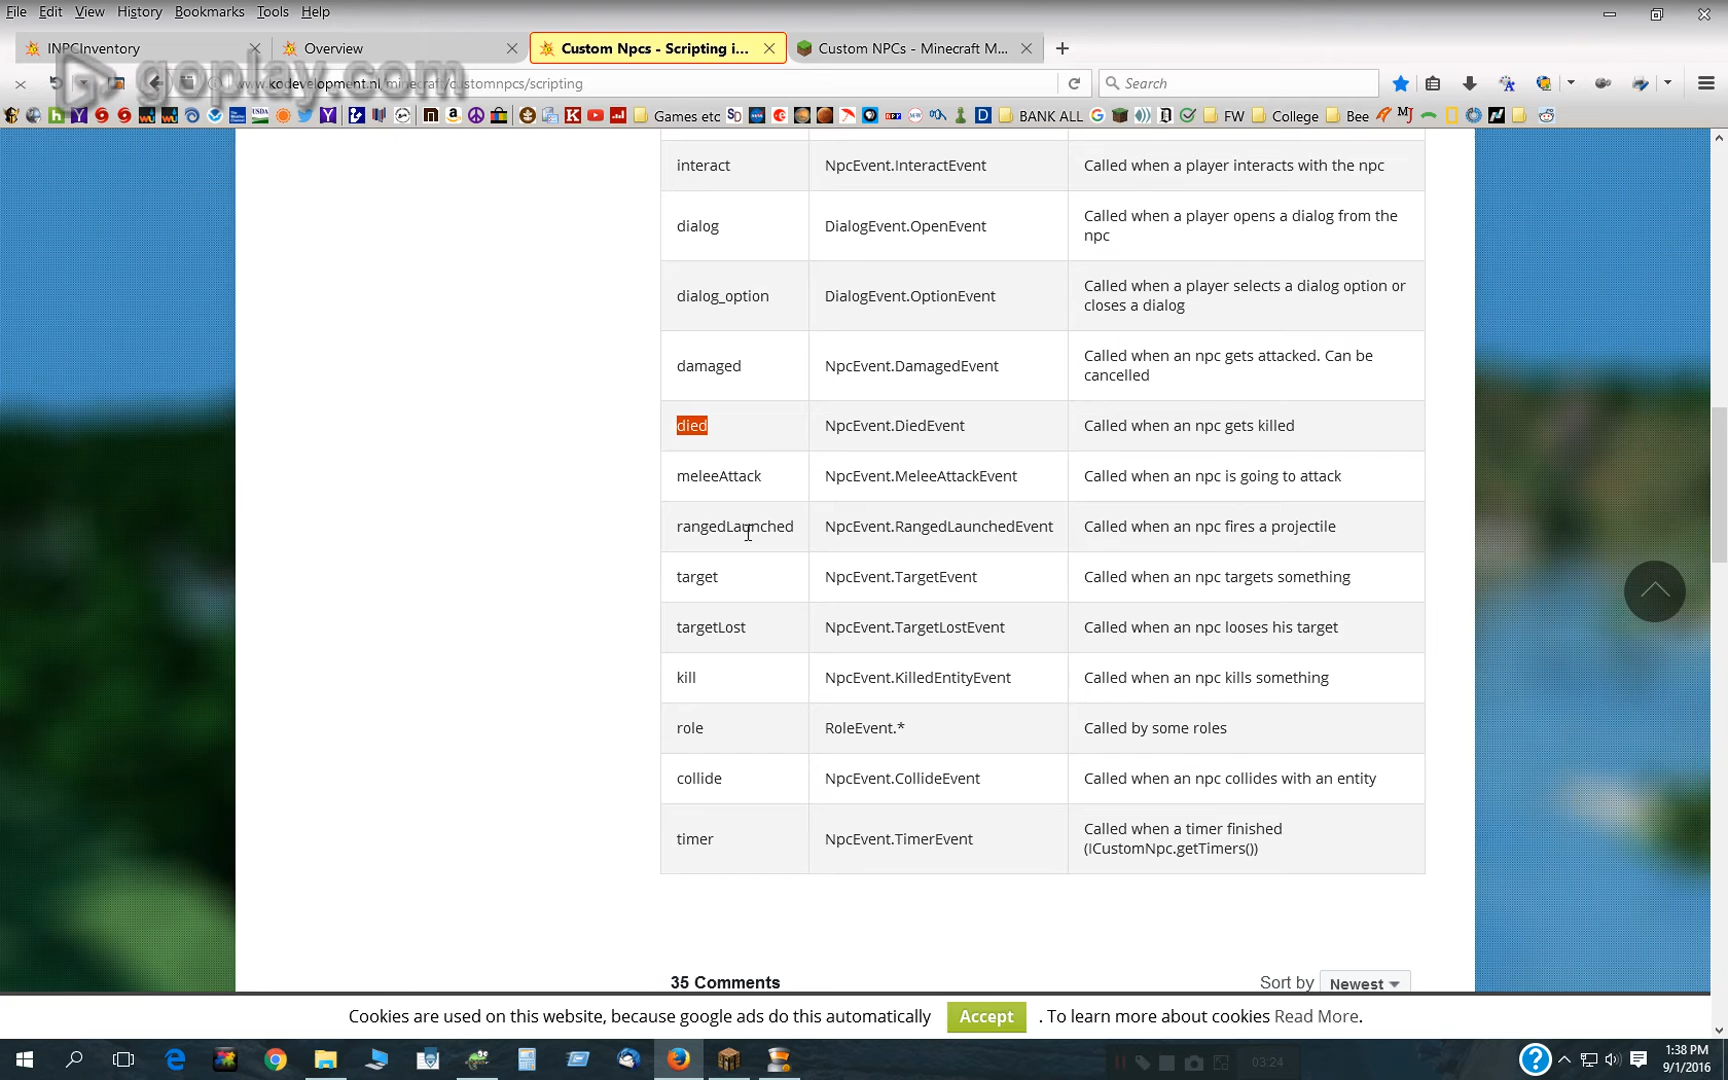 File Edit View History Bookmarks Tools Help
INPCInventory
Overview
Custom Npcs - Scripting i...
Custom NPCs - Minecraft M...
goplay.com
www.kodevelopment.nl/minecraft/customnpcs/scripting
Search
Games etc
BANK ALL
FW
College
Bee
interact NpcEvent.InteractEvent Called when a player interacts with the npc
dialog DialogEvent.OpenEvent Called when a player opens a dialog from the
npc
dialog_option DialogEvent.OptionEvent Called when a player selects a dialog option or
closes a dialog
damaged NpcEvent.DamagedEvent Called when an npc gets attacked. Can be
cancelled
died NpcEvent.DiedEvent Called when an npc gets killed
meleeAttack NpcEvent.MeleeAttackEvent Called when an npc is going to attack
rangedLaunched NpcEvent.RangedLaunchedEvent Called when an npc fires a projectile
target NpcEvent.TargetEvent Called when an npc targets something
targetLost NpcEvent.TargetLostEvent Called when an npc looses his target
kill NpcEvent.KilledEntityEvent Called when an npc kills something
role RoleEvent.* Called by some roles
collide NpcEvent.CollideEvent Called when an npc collides with an entity
timer NpcEvent.TimerEvent Called when a timer finished
(ICustomNpc.getTimers())
35 Comments Sort by Newest
Cookies are used on this website, because google ads do this automatically Accept . To learn more about cookies Read More.
03:24
1:38 PM
9/1/2016